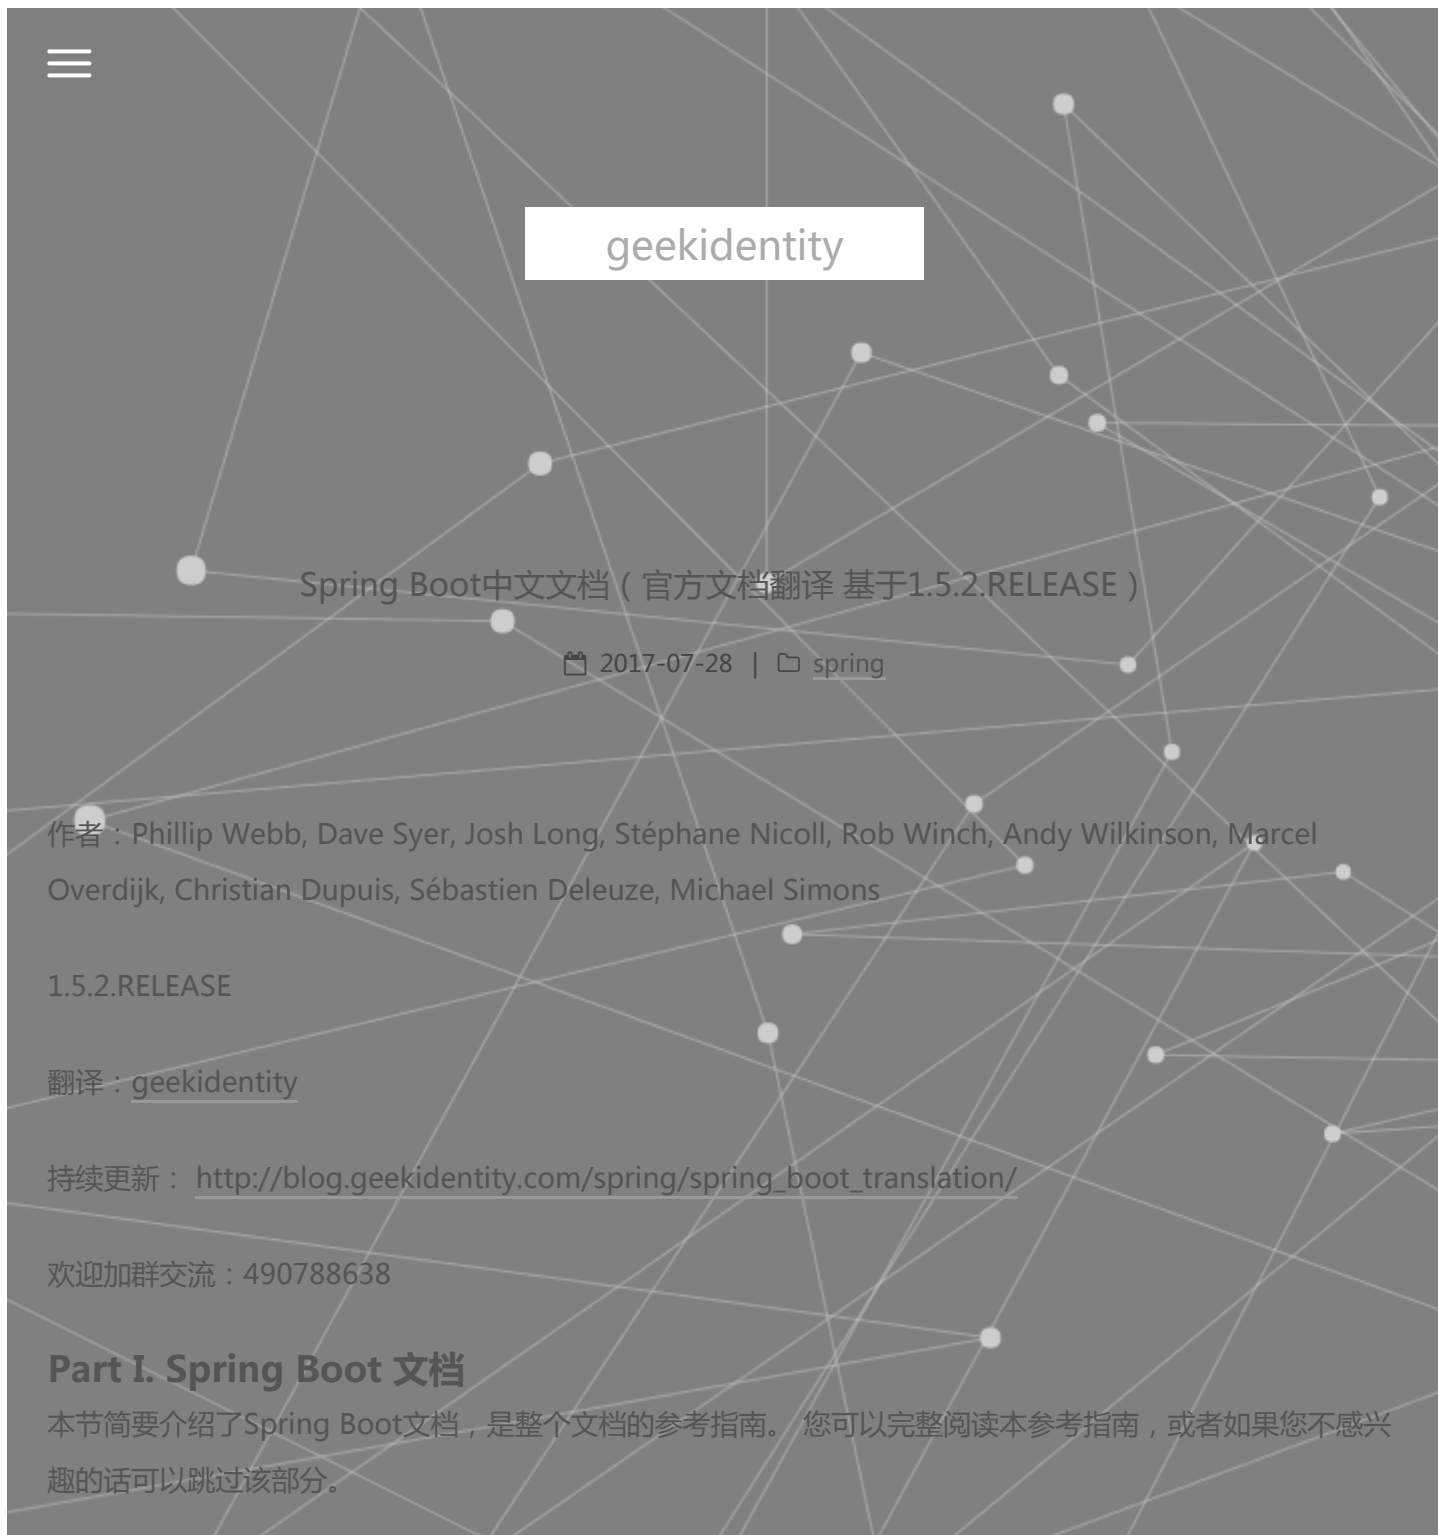 geekidentity
Spring Boot中文文档（官方文档翻译 基于1.5.2.RELEASE）
2017-07-28 | spring
作者：Phillip Webb, Dave Syer, Josh Long, Stéphane Nicoll, Rob Winch, Andy Wilkinson, Marcel
Overdijk, Christian Dupuis, Sébastien Deleuze, Michael Simons
1.5.2.RELEASE
翻译：geekidentity
持续更新： http://blog.geekidentity.com/spring/spring_boot_translation/
欢迎加群交流：490788638
Part I. Spring Boot 文档
本节简要介绍了Spring Boot文档，是整个文档的参考指南。 您可以完整阅读本参考指南，或者如果您不感兴
趣的话可以跳过该部分。